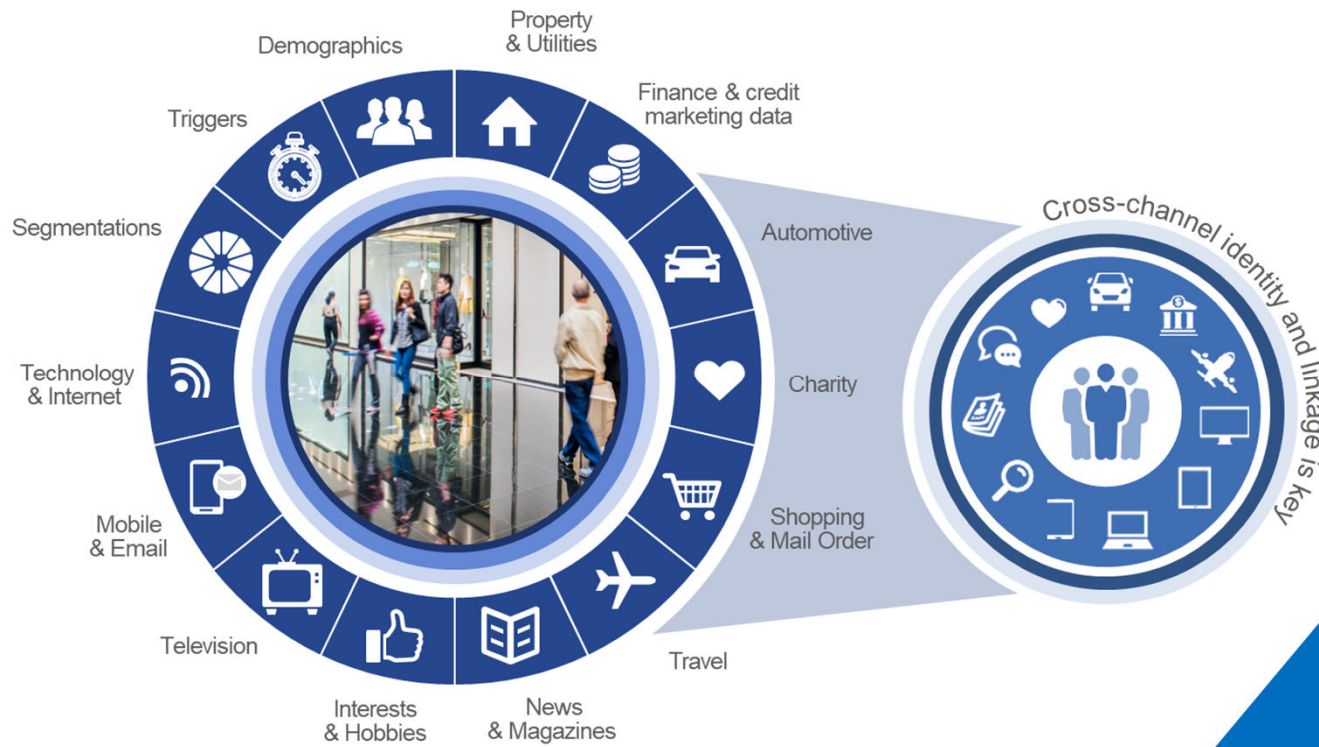 Demographics
Property
& Utilities
Finance & credit
marketing data
Automotive
Charity
Shopping
& Mail Order
Travel
News
& Magazines
Interests
& Hobbies
Television
Mobile
& Email
Technology
& Internet
Segmentations
Triggers
Cross-channel identity and linkage is key